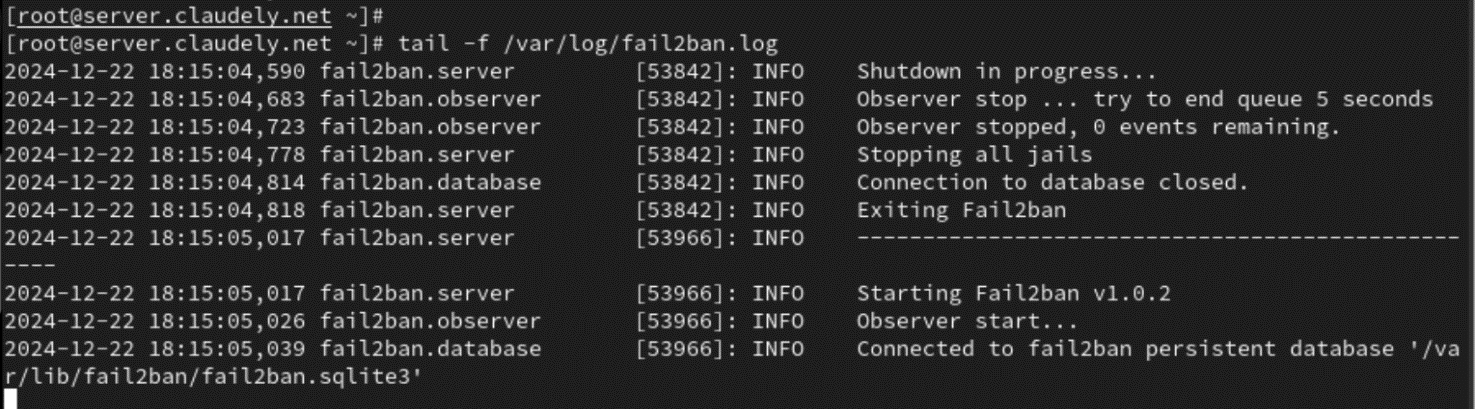 [root@server.claudely.net ~]#
[root@server.claudely.net ~]# tail -f /var/log/fail2ban.log
2024-12-22 18:15:04,590 fail2ban.server         [53842]: INFO    Shutdown in progress...
2024-12-22 18:15:04,683 fail2ban.observer       [53842]: INFO    Observer stop ... try to end queue 5 seconds
2024-12-22 18:15:04,723 fail2ban.observer       [53842]: INFO    Observer stopped, 0 events remaining.
2024-12-22 18:15:04,778 fail2ban.server         [53842]: INFO    Stopping all jails
2024-12-22 18:15:04,814 fail2ban.database       [53842]: INFO    Connection to database closed.
2024-12-22 18:15:04,818 fail2ban.server         [53842]: INFO    Exiting Fail2ban
2024-12-22 18:15:05,017 fail2ban.server         [53966]: INFO    ----------------------------------------------
----
2024-12-22 18:15:05,017 fail2ban.server         [53966]: INFO    Starting Fail2ban v1.0.2
2024-12-22 18:15:05,026 fail2ban.observer       [53966]: INFO    Observer start...
2024-12-22 18:15:05,039 fail2ban.database       [53966]: INFO    Connected to fail2ban persistent database '/va
r/lib/fail2ban/fail2ban.sqlite3'